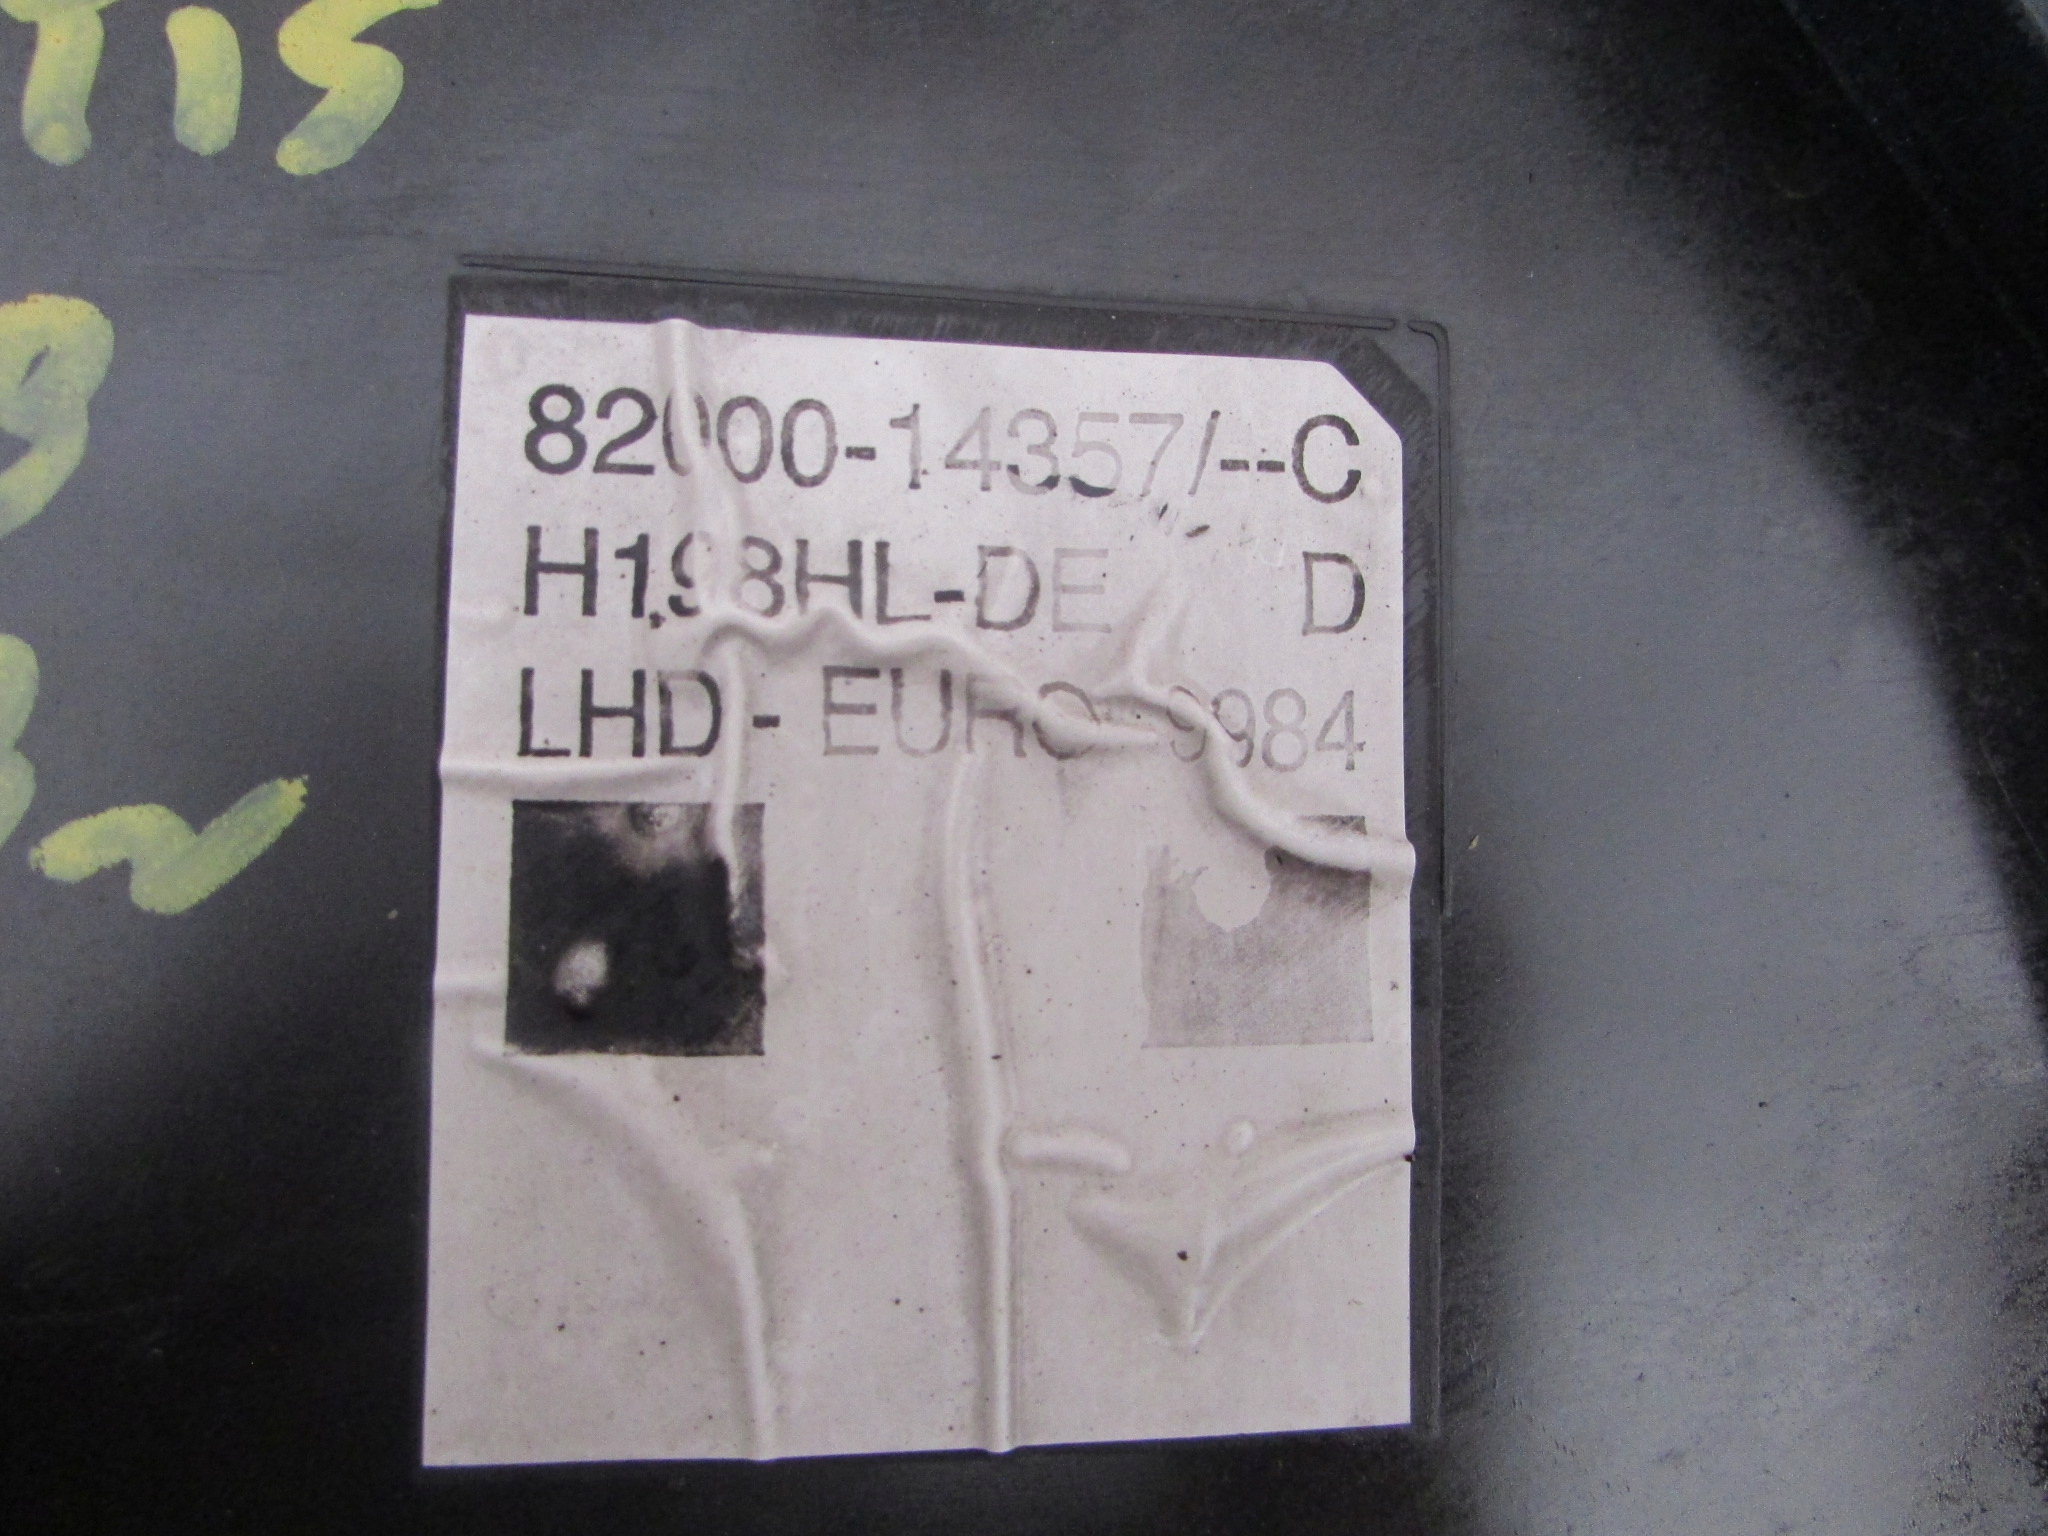 82000-14357/--C
H198HL-DE D
LHD - EURO 9984